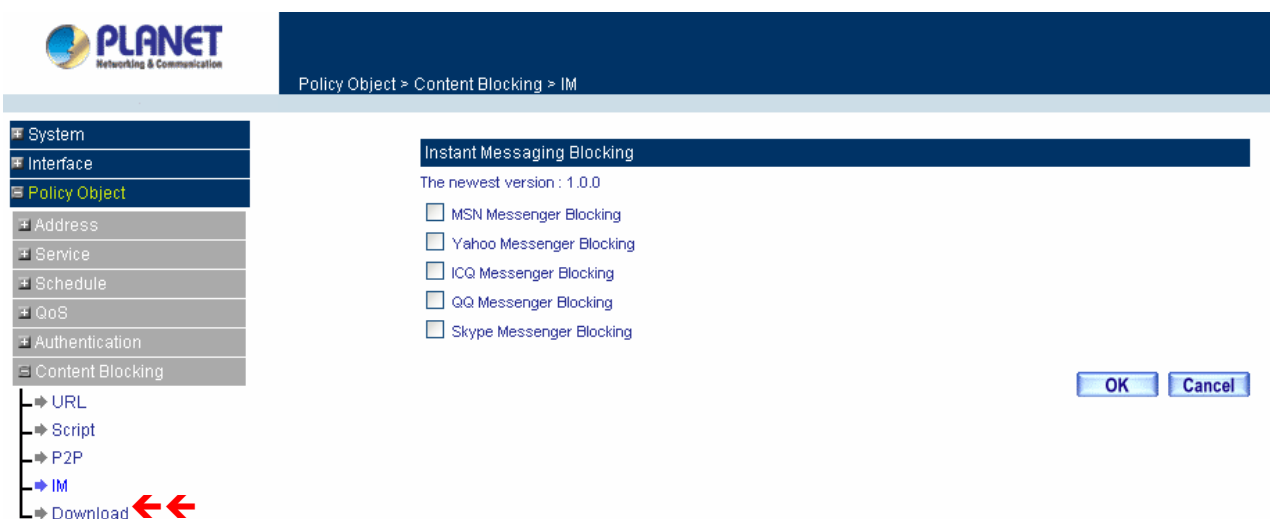 PLANET
Networking & Communication
Policy Object > Content Blocking > IM
System
Interface
Policy Object
Address
Service
Schedule
QoS
Authentication
Content Blocking
URL
Script
P2P
IM
Download
Instant Messaging Blocking
The newest version : 1.0.0
MSN Messenger Blocking
Yahoo Messenger Blocking
ICQ Messenger Blocking
QQ Messenger Blocking
Skype Messenger Blocking
OK Cancel